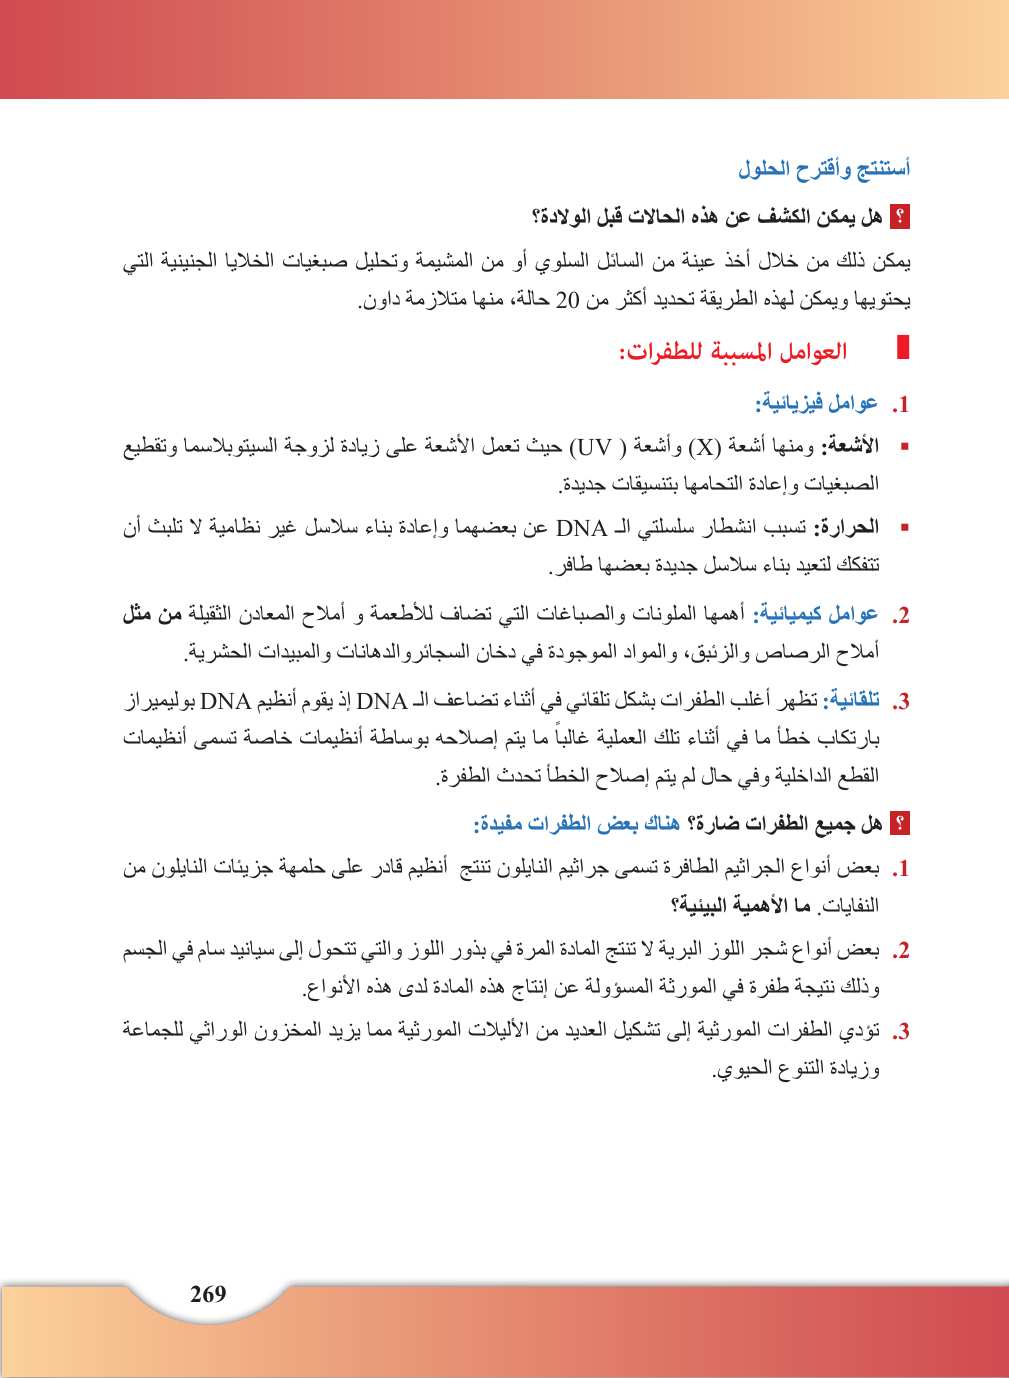 أستنتج وأقترح الحلول
؟ هل يمكن الكشف عن هذه الحالات قبل الولادة؟
يمكن ذلك من خلال أخذ عينة من السائل السلوي أو من المشيمة وتحليل صبغيات الخلايا الجنينية التي
يحتويها ويمكن لهذه الطريقة تحديد أكثر من 20 حالة، منها متلازمة داون.
العوامل المسببة للطفرات:
1. عوامل فيزيائية:
▪ الأشعة: ومنها أشعة (X) وأشعة ( UV) حيث تعمل الأشعة على زيادة لزوجة السيتوبلاسما وتقطيع
الصبغيات وإعادة التحامها بتنسيقات جديدة.
▪ الحرارة: تسبب انشطار سلسلتي الـ DNA عن بعضهما وإعادة بناء سلاسل غير نظامية لا تلبث أن
تتفكك لتعيد بناء سلاسل جديدة بعضها طافر.
2. عوامل كيميائية: أهمها الملونات والصباغات التي تضاف للأطعمة و أملاح المعادن الثقيلة من مثل
أملاح الرصاص والزئبق، والمواد الموجودة في دخان السجائروالدهانات والمبيدات الحشرية.
3. تلقائية: تظهر أغلب الطفرات بشكل تلقائي في أثناء تضاعف الـ DNA إذ يقوم أنظيم DNA بوليميراز
بارتكاب خطأ ما في أثناء تلك العملية غالباً ما يتم إصلاحه بوساطة أنظيمات خاصة تسمى أنظيمات
القطع الداخلية وفي حال لم يتم إصلاح الخطأ تحدث الطفرة.
؟ هل جميع الطفرات ضارة؟ هناك بعض الطفرات مفيدة:
1. بعض أنواع الجراثيم الطافرة تسمى جراثيم النايلون تنتج أنظيم قادر على حلمهة جزيئات النايلون من
النفايات. ما الأهمية البيئية؟
2. بعض أنواع شجر اللوز البرية لا تنتج المادة المرة في بذور اللوز والتي تتحول إلى سيانيد سام في الجسم
وذلك نتيجة طفرة في المورثة المسؤولة عن إنتاج هذه المادة لدى هذه الأنواع.
3. تؤدي الطفرات المورثية إلى تشكيل العديد من الأليلات المورثية مما يزيد المخزون الوراثي للجماعة
وزيادة التنوع الحيوي.
269